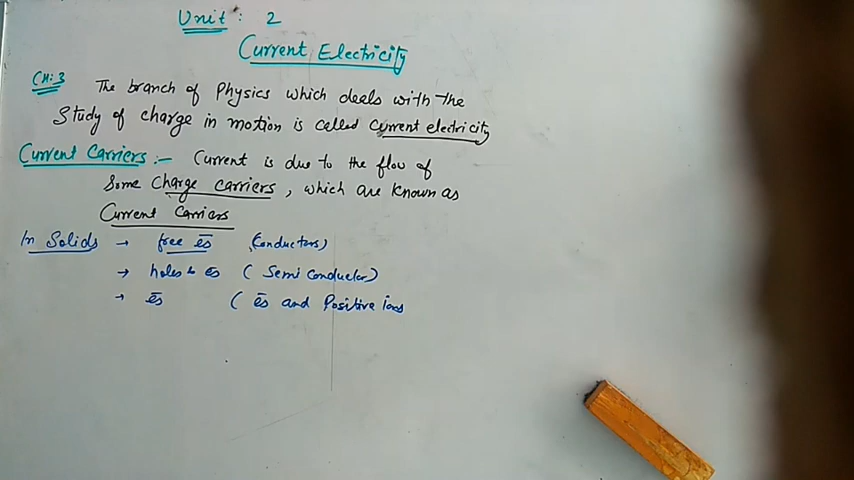 Unit : 2
Current Electricity
CH:3 The branch of Physics which deals with the
Study of charge in motion is called Current electricity
Current Carriers :- Current is due to the flow of
Some Charge carriers, which are known as
Current Carriers
In Solids → free ēs (Conductors)
→ holes & ēs (Semi Conductor)
→ ēs (ēs and Positive ions